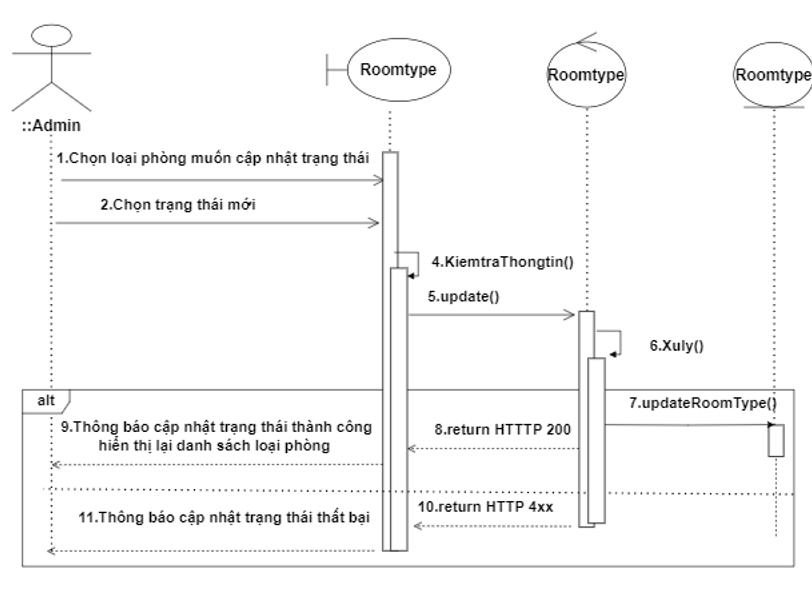 Roomtype
Roomtype
Roomtype
::Admin
1.Chọn loại phòng muốn cập nhật trạng thái
2.Chọn trạng thái mới
4.KiemtraThongtin()
5.update()
6.Xuly()
alt
7.updateRoomType()
9.Thông báo cập nhật trạng thái thành công
hiển thị lại danh sách loại phòng
8.return HTTTP 200
10.return HTTP 4xx
11.Thông báo cập nhật trạng thái thất bại